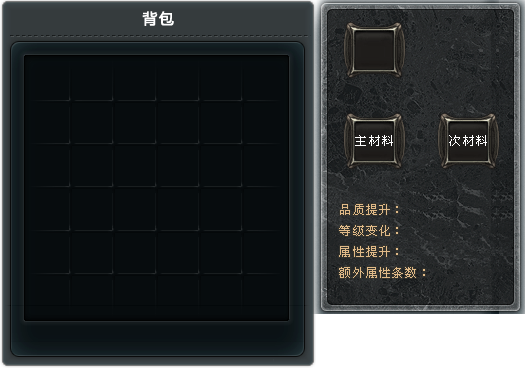 背包
主材料
次材料
品质提升：
等级变化：
属性提升：
额外属性条数：